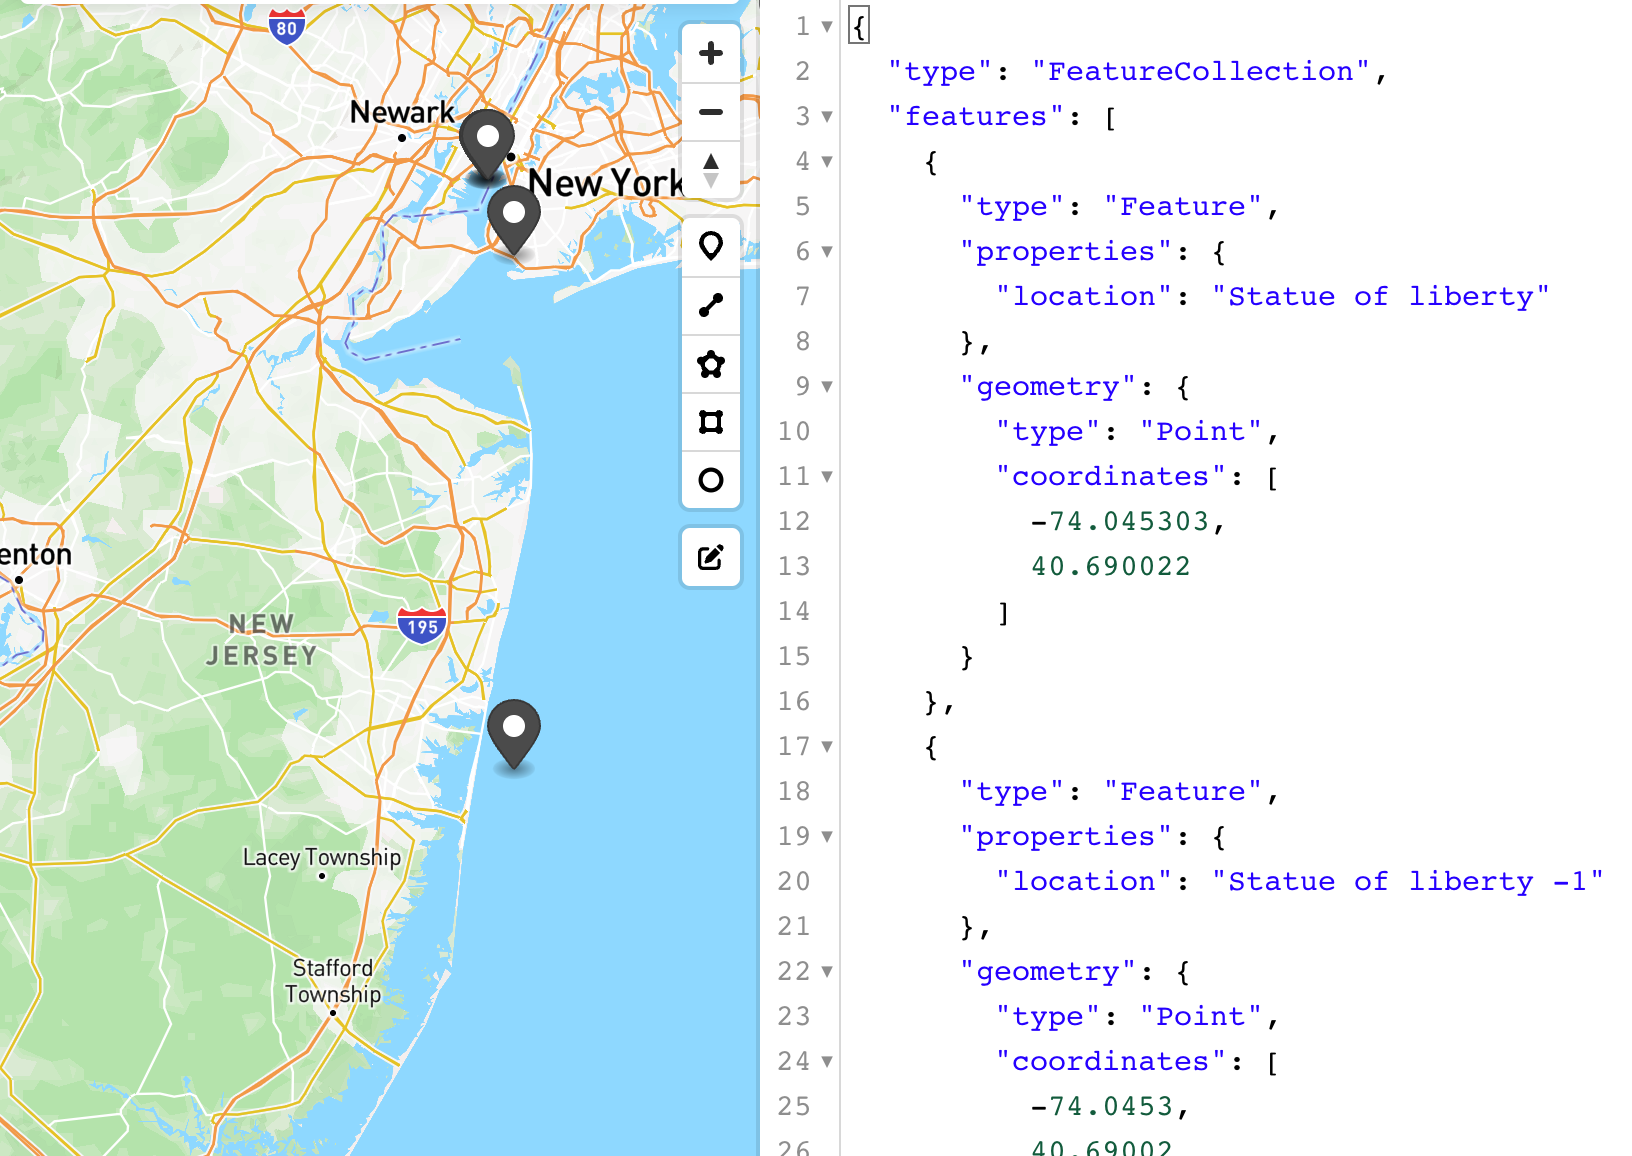 80
Newark
New York
enton
NEW
JERSEY
195
Lacey Township
Stafford
Township
1 {
2 "type": "FeatureCollection",
3 "features": [
4 {
5 "type": "Feature",
6 "properties": {
7 "location": "Statue of liberty"
8 },
9 "geometry": {
10 "type": "Point",
11 "coordinates": [
12 -74.045303,
13 40.690022
14 ]
15 }
16 },
17 {
18 "type": "Feature",
19 "properties": {
20 "location": "Statue of liberty -1"
21 },
22 "geometry": {
23 "type": "Point",
24 "coordinates": [
25 -74.0453,
26 40.69002